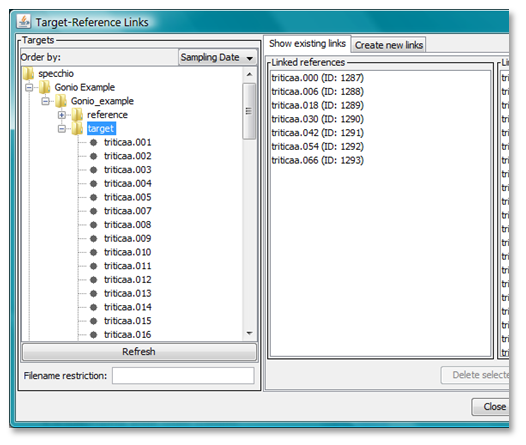 Target-Reference Links
Targets
Order by:
Sampling Date
specchio
Gonio Example
Gonio_example
reference
target
triticaa.001
triticaa.002
triticaa.003
triticaa.004
triticaa.005
triticaa.007
triticaa.008
triticaa.009
triticaa.010
triticaa.011
triticaa.012
triticaa.013
triticaa.014
triticaa.015
triticaa.016
Refresh
Filename restriction:
Show existing links
Create new links
Linked references
triticaa.000 (ID: 1287)
triticaa.006 (ID: 1288)
triticaa.018 (ID: 1289)
triticaa.030 (ID: 1290)
triticaa.042 (ID: 1291)
triticaa.054 (ID: 1292)
triticaa.066 (ID: 1293)
Delete selecte
Close